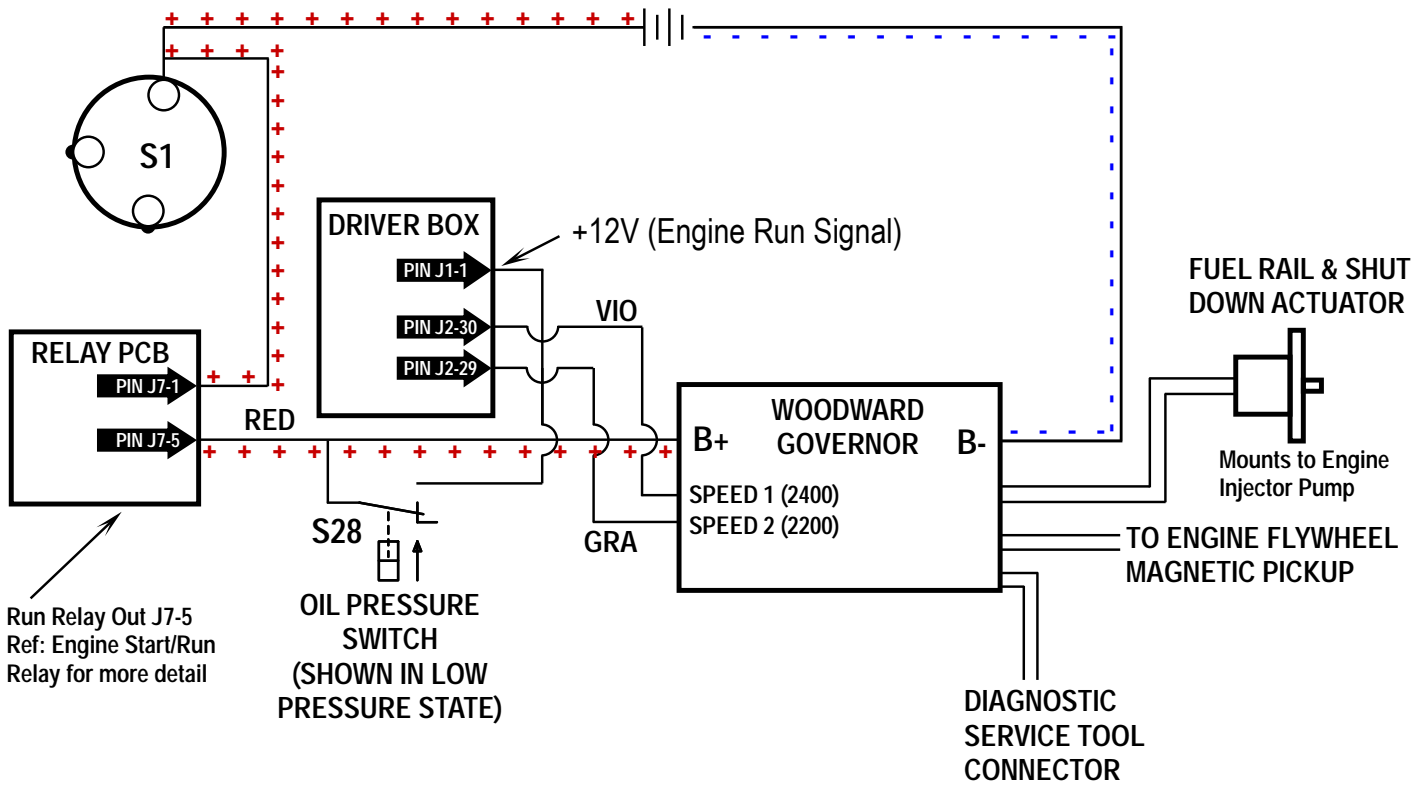 S1
DRIVER BOX
+12V (Engine Run Signal)
PIN J1-1
PIN J2-30
PIN J2-29
VIO
RELAY PCB
PIN J7-1
PIN J7-5
RED
S28
GRA
OIL PRESSURE
SWITCH
(SHOWN IN LOW
PRESSURE STATE)
Run Relay Out J7-5
Ref: Engine Start/Run
Relay for more detail
WOODWARD
GOVERNOR
B+
B-
SPEED 1 (2400)
SPEED 2 (2200)
FUEL RAIL & SHUT
DOWN ACTUATOR
Mounts to Engine
Injector Pump
TO ENGINE FLYWHEEL
MAGNETIC PICKUP
DIAGNOSTIC
SERVICE TOOL
CONNECTOR